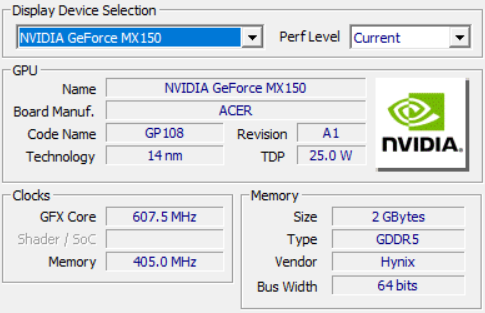 Display Device Selection
NVIDIA GeForce MX150 Perf Level Current
GPU
Name NVIDIA GeForce MX150
Board Manuf. ACER
Code Name GP108 Revision A1
Technology 14 nm TDP 25.0 W
NVIDIA.
Clocks
GFX Core 607.5 MHz
Shader / SoC
Memory 405.0 MHz
Memory
Size 2 GBytes
Type GDDR5
Vendor Hynix
Bus Width 64 bits